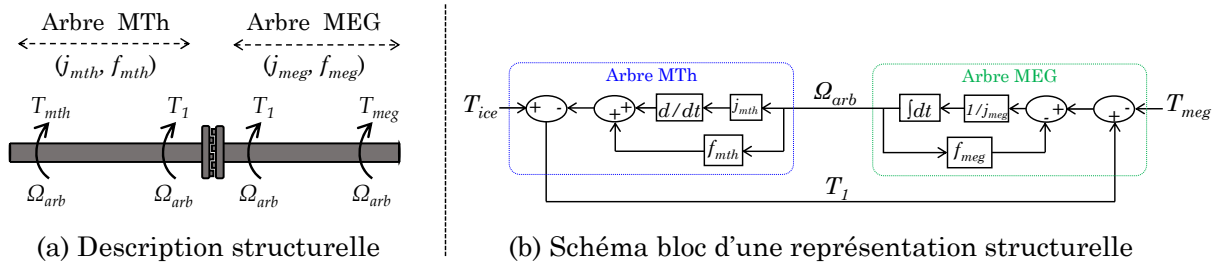 Arbre MTh Arbre MEG
(j_mth, f_mth) (j_meg, f_meg)
T_mth T_1 T_1 T_meg
Ω_arb Ω_arb Ω_arb Ω_arb
(a) Description structurelle
Arbre MTh Arbre MEG
T_ice + - + + d/dt j_mth Ω_arb ∫dt 1/j_meg + - - + T_meg
f_mth f_meg
T_1
(b) Schéma bloc d'une représentation structurelle